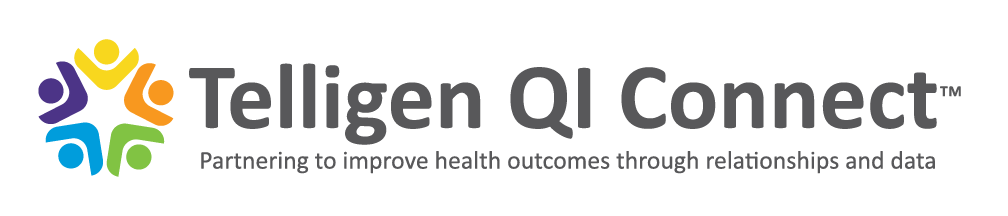 Telligen QI Connect™
Partnering to improve health outcomes through relationships and data